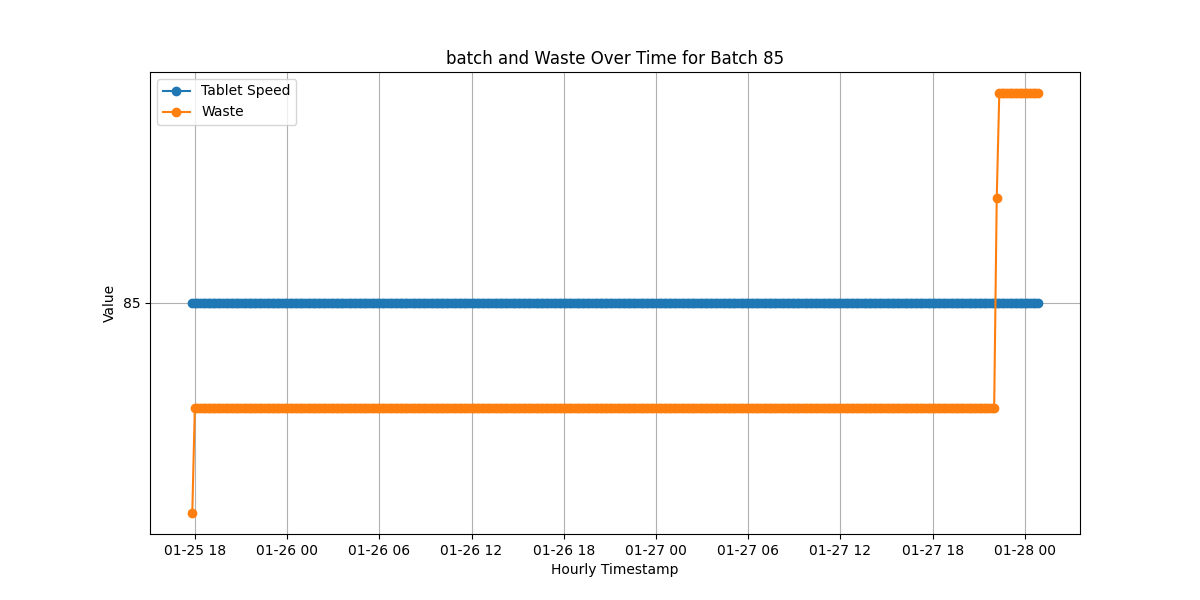 batch and Waste Over Time for Batch 85
Tablet Speed
Waste
Value
85
01-25 18 01-26 00 01-26 06 01-26 12 01-26 18 01-27 00 01-27 06 01-27 12 01-27 18 01-28 00
Hourly Timestamp